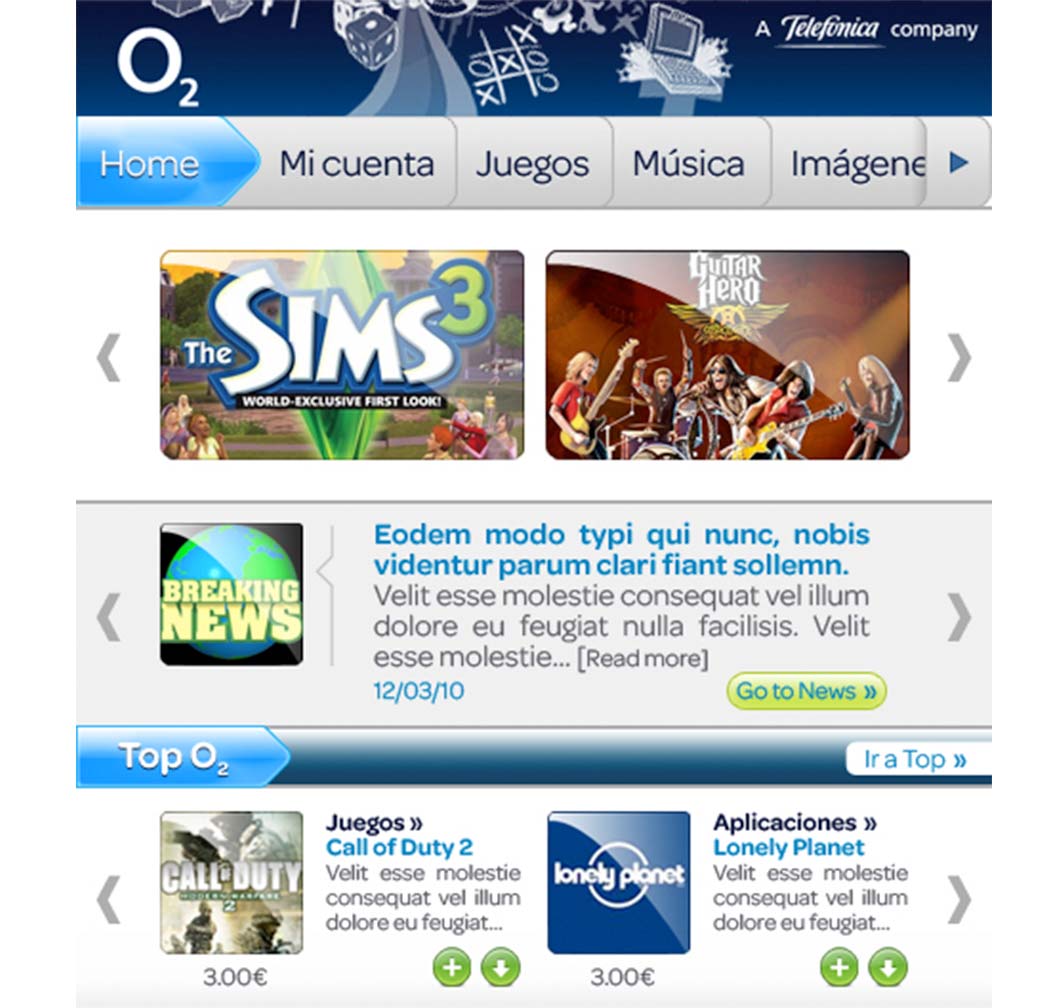 O2
A Telefónica company
Home Mi cuenta Juegos Música Imágene
The SIMS 3
WORLD-EXCLUSIVE FIRST LOOK!
GUITAR
HERO
AEROSMITH
BREAKING
NEWS
Eodem modo typi qui nunc, nobis
videntur parum clari fiant sollemn.
Velit esse molestie consequat vel illum
dolore eu feugiat nulla facilisis. Velit
esse molestie... [Read more]
12/03/10
Go to News »
Top O2
Ir a Top »
CALL OF DUTY
MODERN WARFARE
2
Juegos »
Call of Duty 2
Velit esse molestie
consequat vel illum
dolore eu feugiat...
3.00€
lonely planet
Aplicaciones »
Lonely Planet
Velit esse molestie
consequat vel illum
dolore eu feugiat...
3.00€